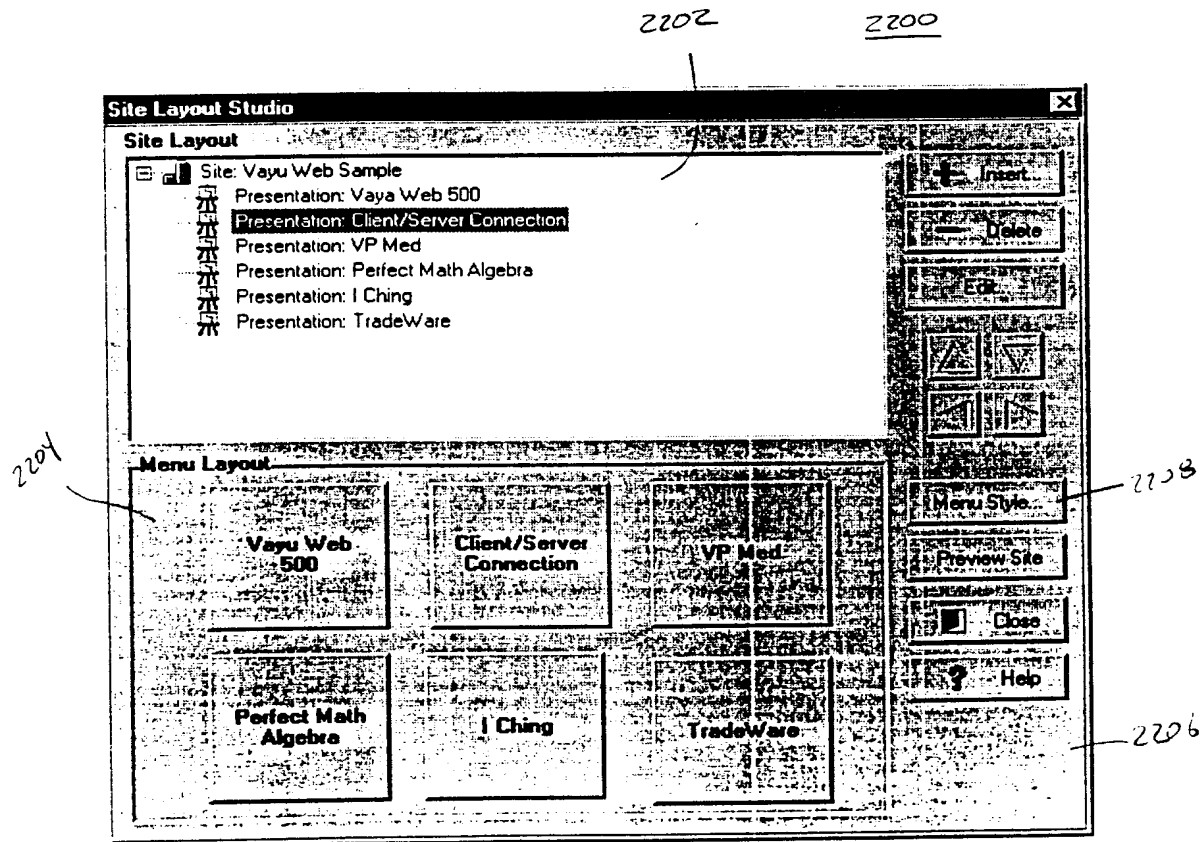 2202
2200
Site Layout Studio
Site Layout
Site: Vayu Web Sample
Presentation: Vaya Web 500
Presentation: Client/Server Connection
Presentation: VP Med
Presentation: Perfect Math Algebra
Presentation: I Ching
Presentation: TradeWare
Insert...
Delete
Edit...
2204
Menu Layout
Vayu Web
500
Client/Server
Connection
VP Med
Perfect Math
Algebra
I Ching
TradeWare
Menu Style...
2208
Preview Site
Close
? Help
2206